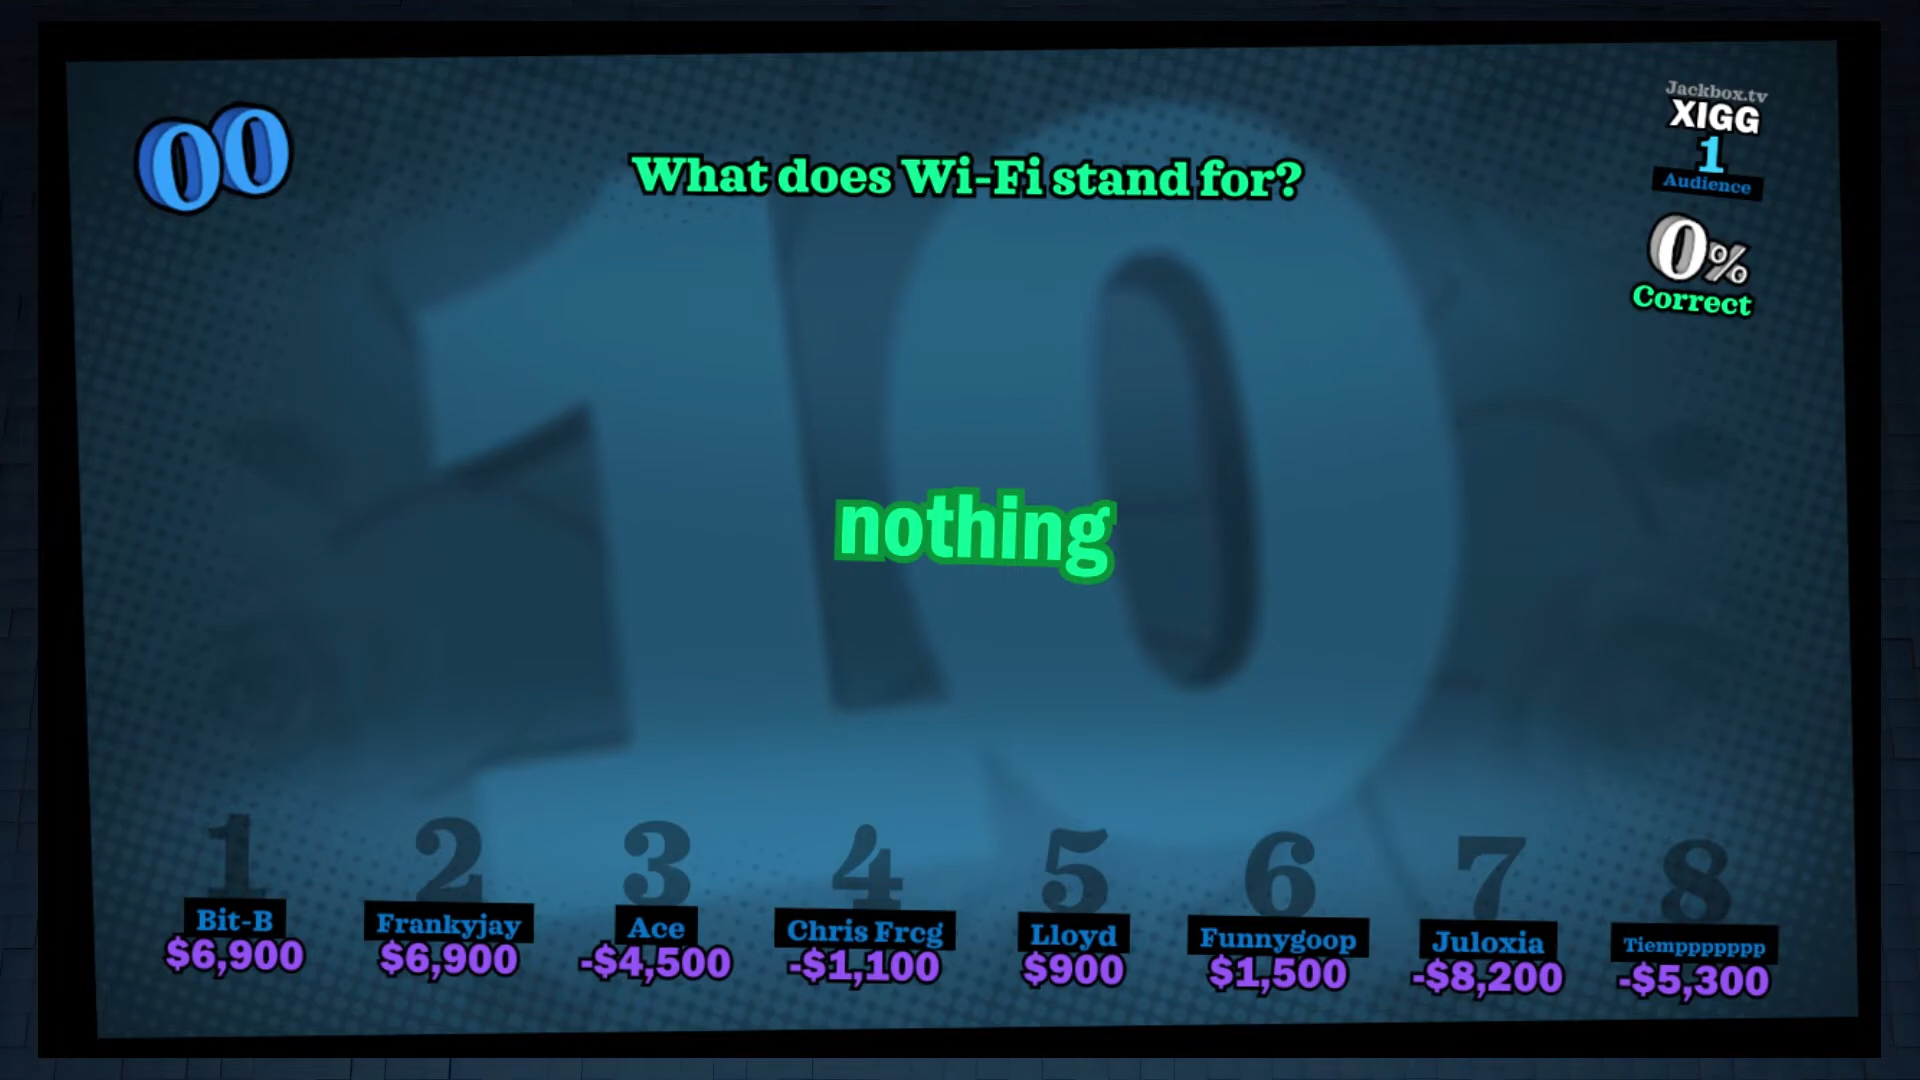 00
Jackbox.tv
XIGG
1
Audience
What does Wi-Fi stand for?
0%
Correct
10
nothing
1 2 3 4 5 6 7 8
Bit-B Frankyjay Ace Chris Frcg Lloyd Funnygoop Juloxia Tiemppppppp
$6,900 $6,900 -$4,500 -$1,100 $900 $1,500 -$8,200 -$5,300